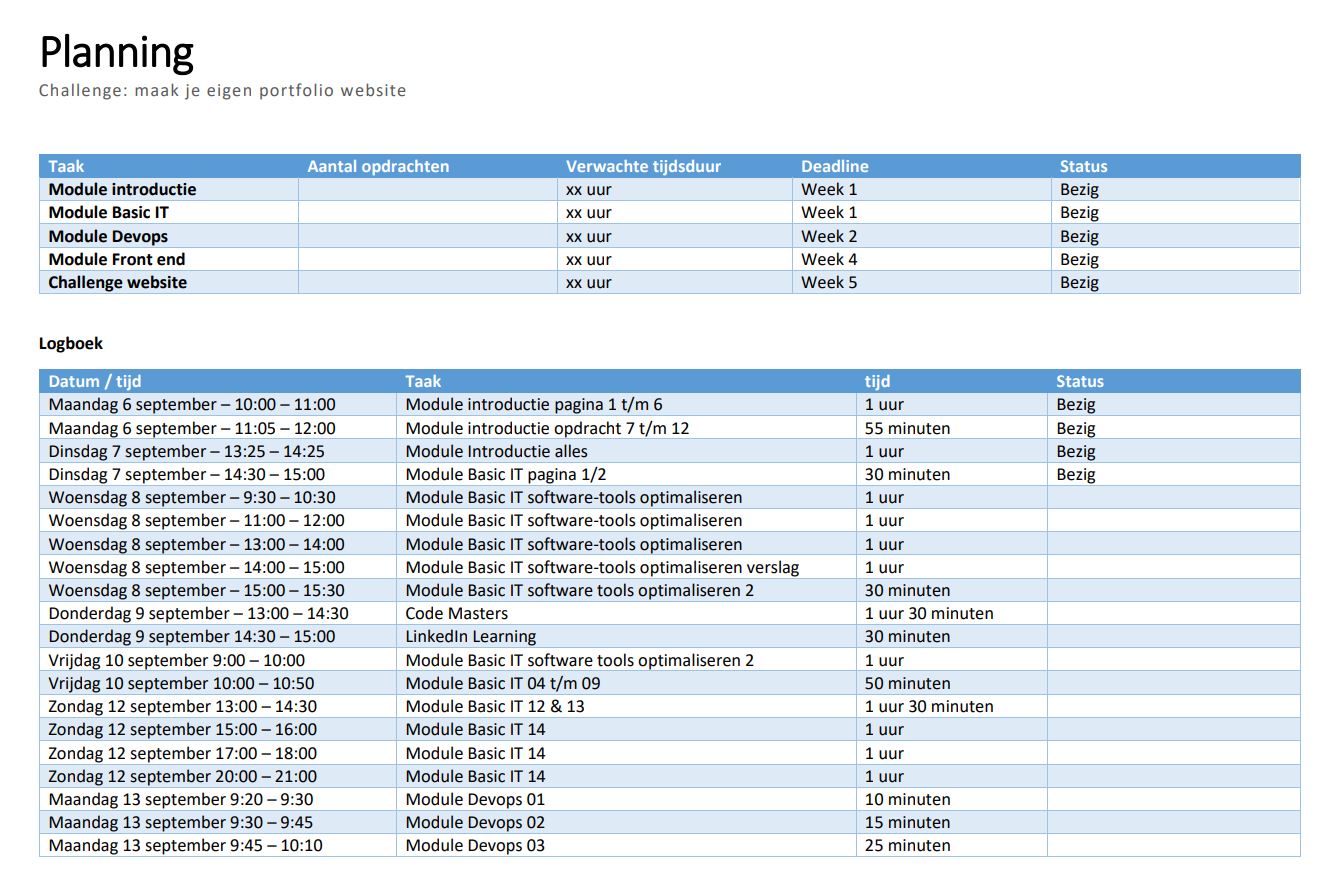 Planning
Challenge: maak je eigen portfolio website
Taak Aantal opdrachten Verwachte tijdsduur Deadline Status
Module introductie xx uur Week 1 Bezig
Module Basic IT xx uur Week 1 Bezig
Module Devops xx uur Week 2 Bezig
Module Front end xx uur Week 4 Bezig
Challenge website xx uur Week 5 Bezig
Logboek
Datum / tijd Taak tijd Status
Maandag 6 september – 10:00 – 11:00 Module introductie pagina 1 t/m 6 1 uur Bezig
Maandag 6 september – 11:05 – 12:00 Module introductie opdracht 7 t/m 12 55 minuten Bezig
Dinsdag 7 september – 13:25 – 14:25 Module Introductie alles 1 uur Bezig
Dinsdag 7 september – 14:30 – 15:00 Module Basic IT pagina 1/2 30 minuten Bezig
Woensdag 8 september – 9:30 – 10:30 Module Basic IT software-tools optimaliseren 1 uur
Woensdag 8 september – 11:00 – 12:00 Module Basic IT software-tools optimaliseren 1 uur
Woensdag 8 september – 13:00 – 14:00 Module Basic IT software-tools optimaliseren 1 uur
Woensdag 8 september – 14:00 – 15:00 Module Basic IT software-tools optimaliseren verslag 1 uur
Woensdag 8 september – 15:00 – 15:30 Module Basic IT software tools optimaliseren 2 30 minuten
Donderdag 9 september – 13:00 – 14:30 Code Masters 1 uur 30 minuten
Donderdag 9 september 14:30 – 15:00 LinkedIn Learning 30 minuten
Vrijdag 10 september 9:00 – 10:00 Module Basic IT software tools optimaliseren 2 1 uur
Vrijdag 10 september 10:00 – 10:50 Module Basic IT 04 t/m 09 50 minuten
Zondag 12 september 13:00 – 14:30 Module Basic IT 12 & 13 1 uur 30 minuten
Zondag 12 september 15:00 – 16:00 Module Basic IT 14 1 uur
Zondag 12 september 17:00 – 18:00 Module Basic IT 14 1 uur
Zondag 12 september 20:00 – 21:00 Module Basic IT 14 1 uur
Maandag 13 september 9:20 – 9:30 Module Devops 01 10 minuten
Maandag 13 september 9:30 – 9:45 Module Devops 02 15 minuten
Maandag 13 september 9:45 – 10:10 Module Devops 03 25 minuten